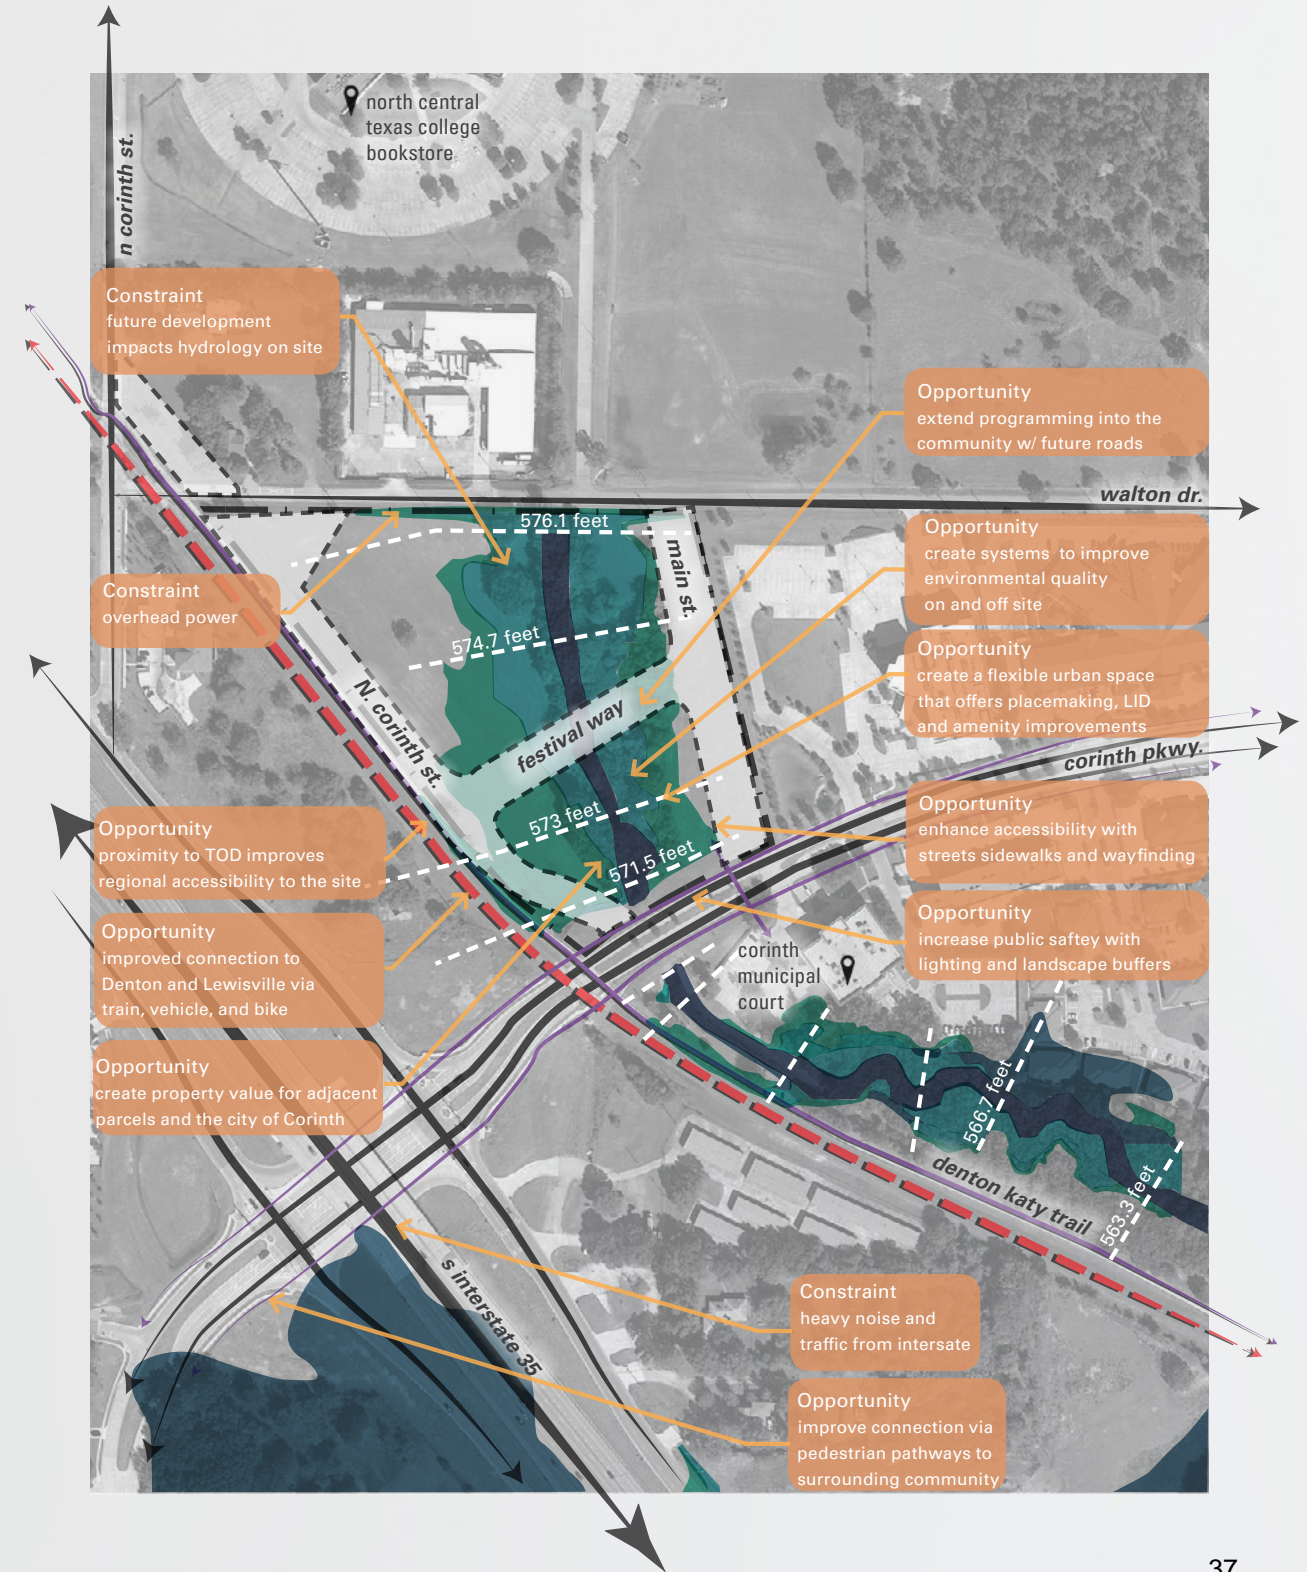 north central
texas college
bookstore
n corinth st.
Constraint
future development
impacts hydrology on site
Opportunity
extend programming into the
community w/ future roads
walton dr.
576.1 feet
main st.
Opportunity
create systems to improve
environmental quality
on and off site
Constraint
overhead power
574.7 feet
Opportunity
create a flexible urban space
that offers placemaking, LID
and amenity improvements
N. corinth st.
festival way
corinth pkwy.
573 feet
571.5 feet
Opportunity
proximity to TOD improves
regional accessibility to the site
Opportunity
enhance accessibility with
streets sidewalks and wayfinding
Opportunity
improved connection to
Denton and Lewisville via
train, vehicle, and bike
Opportunity
increase public saftey with
lighting and landscape buffers
corinth
municipal
court
Opportunity
create property value for adjacent
parcels and the city of Corinth
566.7 feet
denton katy trail
563.3 feet
s interstate 35
Constraint
heavy noise and
traffic from intersate
Opportunity
improve connection via
pedestrian pathways to
surrounding community
37